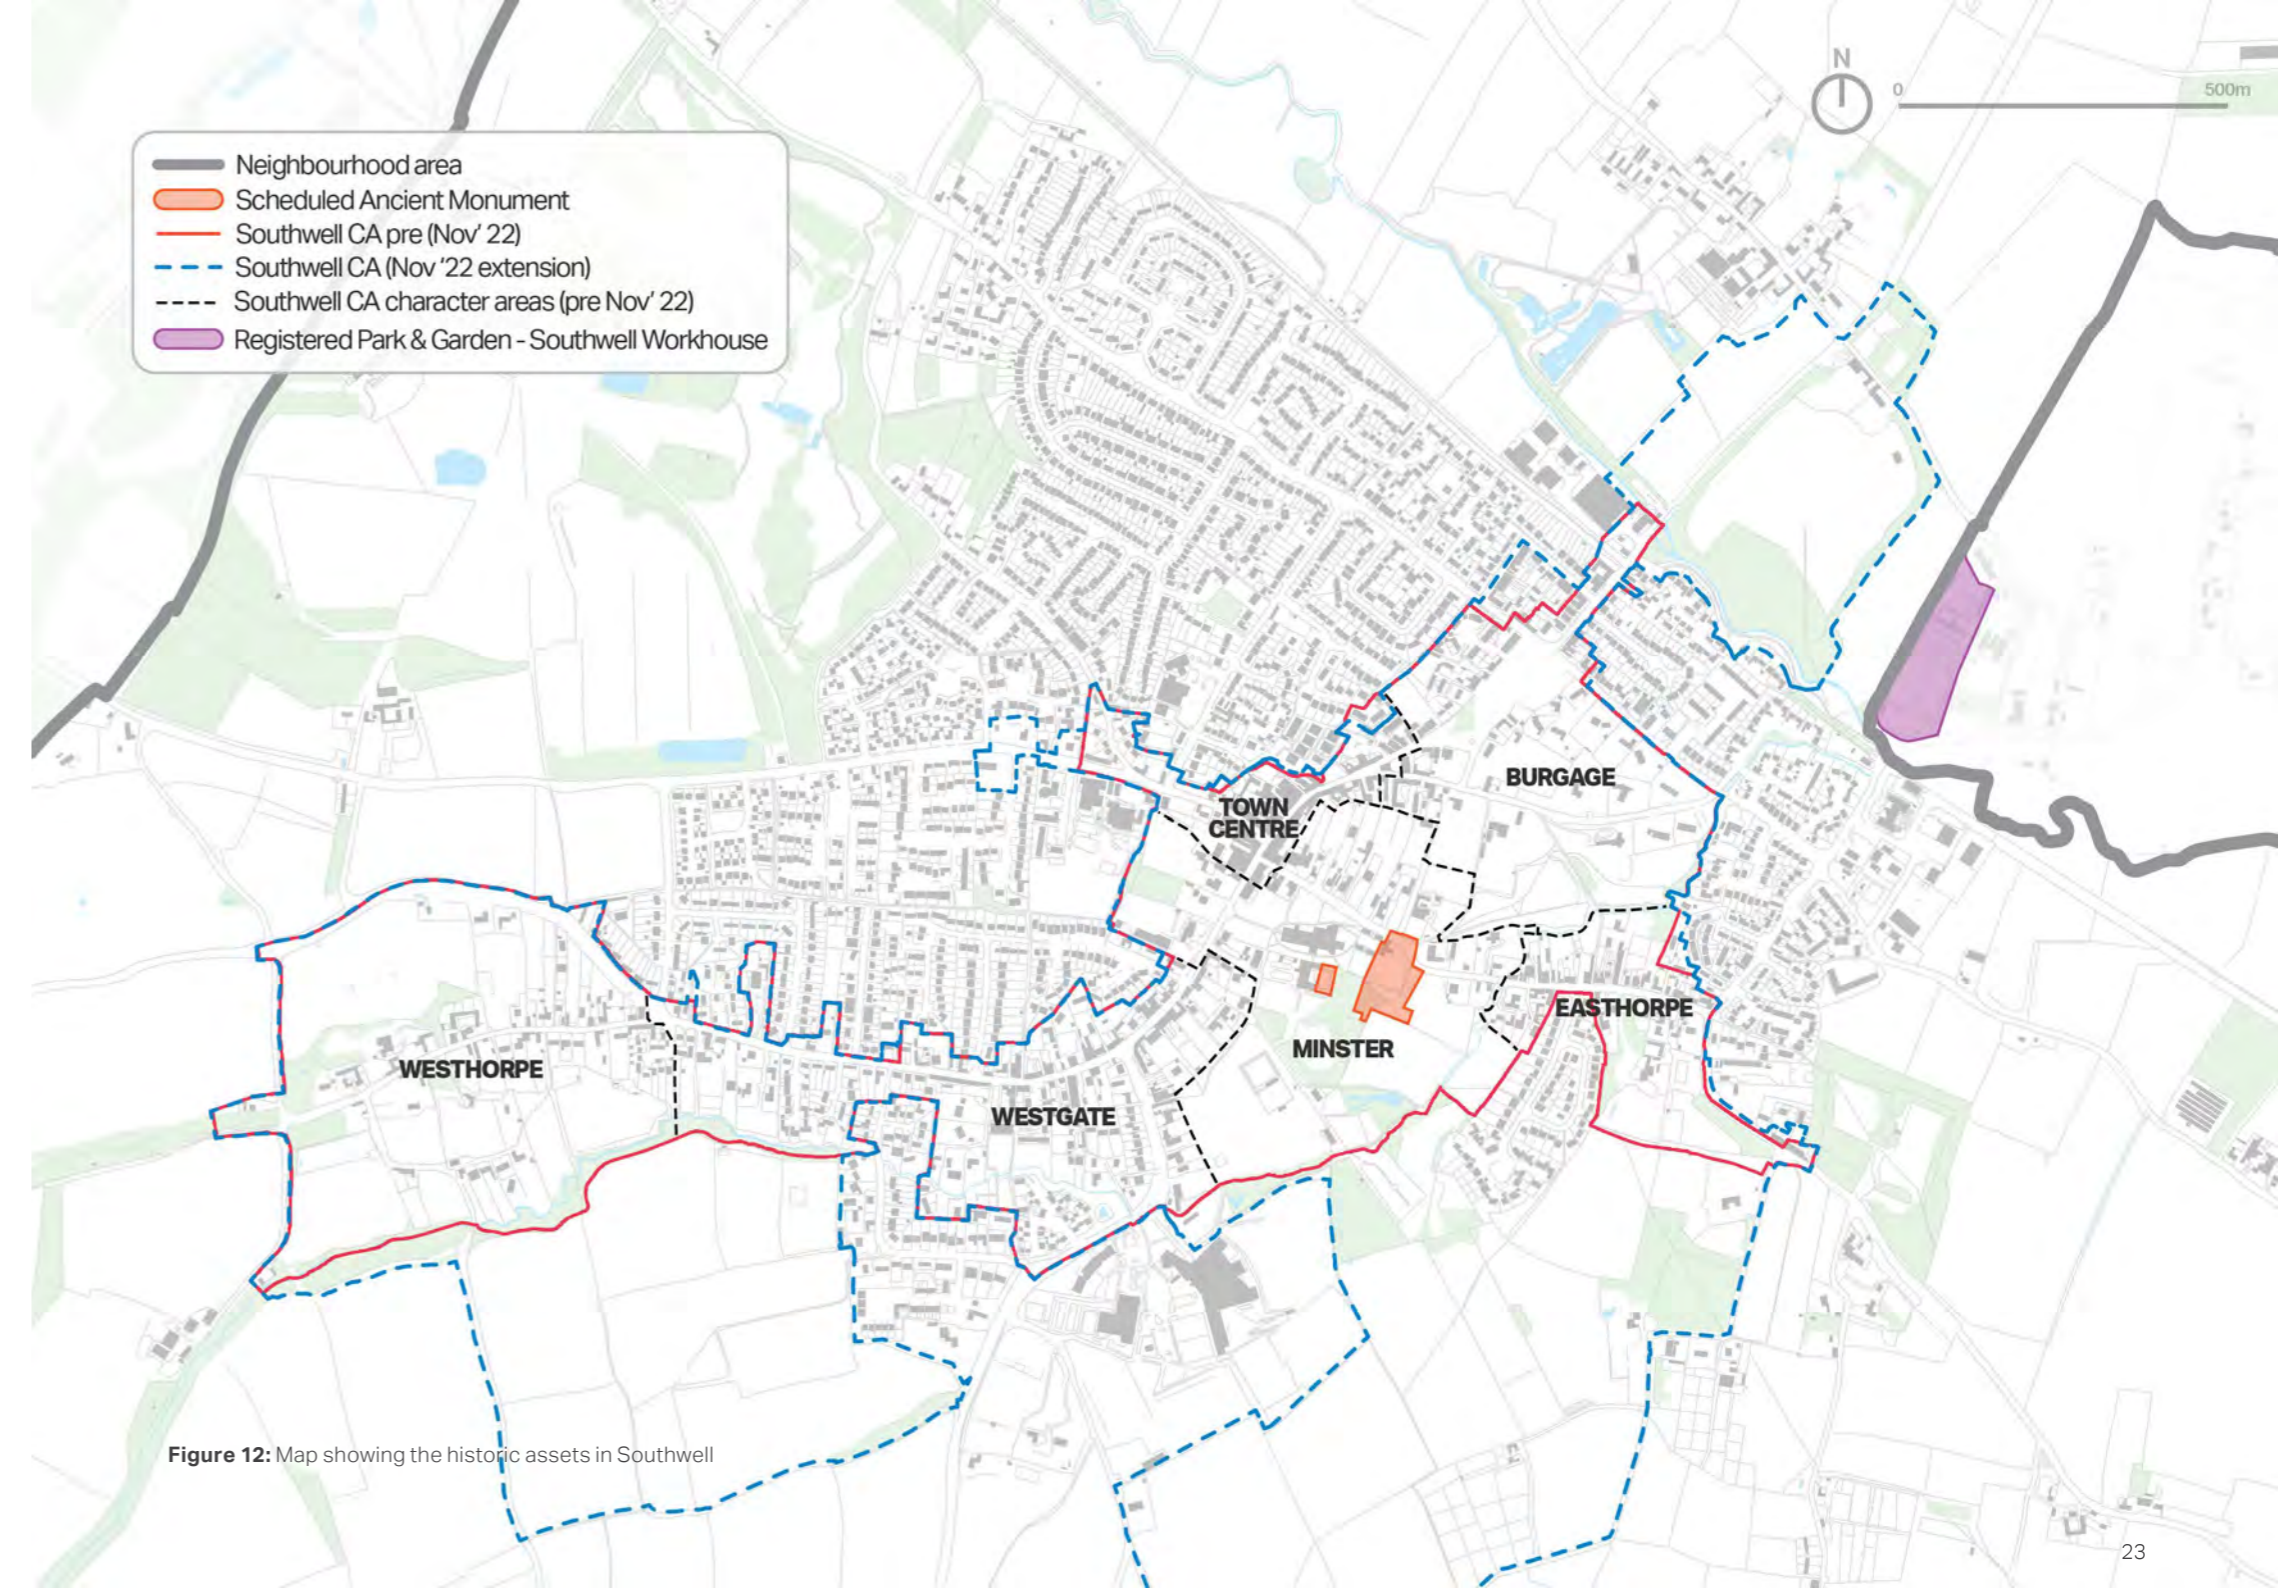 N
0 500m
Neighbourhood area
Scheduled Ancient Monument
Southwell CA pre (Nov' 22)
Southwell CA (Nov '22 extension)
Southwell CA character areas (pre Nov' 22)
Registered Park & Garden - Southwell Workhouse
BURGAGE
TOWN
CENTRE
EASTHORPE
MINSTER
WESTHORPE
WESTGATE
Figure 12: Map showing the historic assets in Southwell
23